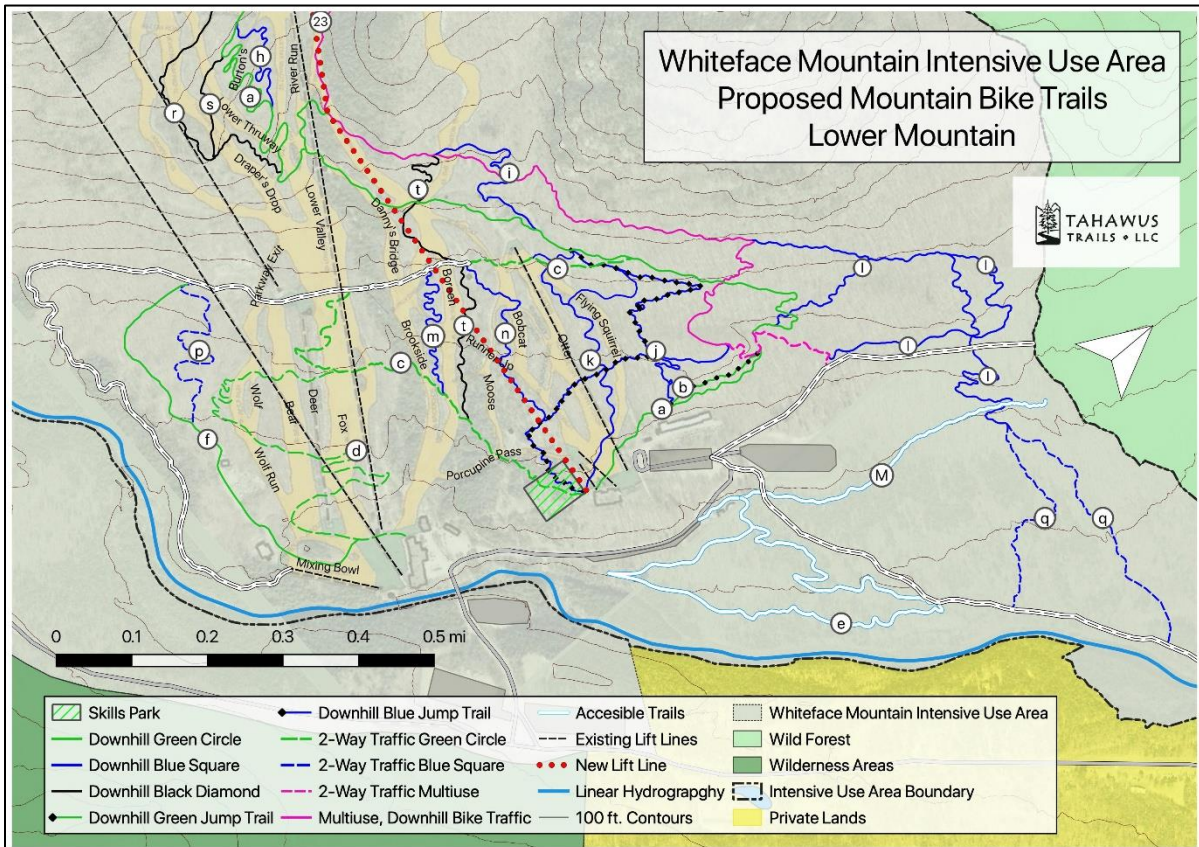 Whiteface Mountain Intensive Use Area
Proposed Mountain Bike Trails
Lower Mountain
TAHAWUS
TRAILS • LLC
23
h
Burton's
River Run
a
s
r
ower Thruway
Draper's Drop
Lower Valley
Danny's Bridge
t
i
Parkway Exit
c
l
l
Boreen
Flying Squirrel
Bobcat
Otter
Brookside
m
t
n
Runner Up
p
j
l
k
c
b
l
Moose
a
Wolf
Bear
Deer
Fox
f
d
Wolf Run
Porcupine Pass
M
q
q
Mixing Bowl
e
0 0.1 0.2 0.3 0.4 0.5 mi
Skills Park
Downhill Green Circle
Downhill Blue Square
Downhill Black Diamond
Downhill Green Jump Trail
Downhill Blue Jump Trail
2-Way Traffic Green Circle
2-Way Traffic Blue Square
2-Way Traffic Multiuse
Multiuse, Downhill Bike Traffic
Accesible Trails
Existing Lift Lines
New Lift Line
Linear Hydrograpghy
100 ft. Contours
Whiteface Mountain Intensive Use Area
Wild Forest
Wilderness Areas
Intensive Use Area Boundary
Private Lands